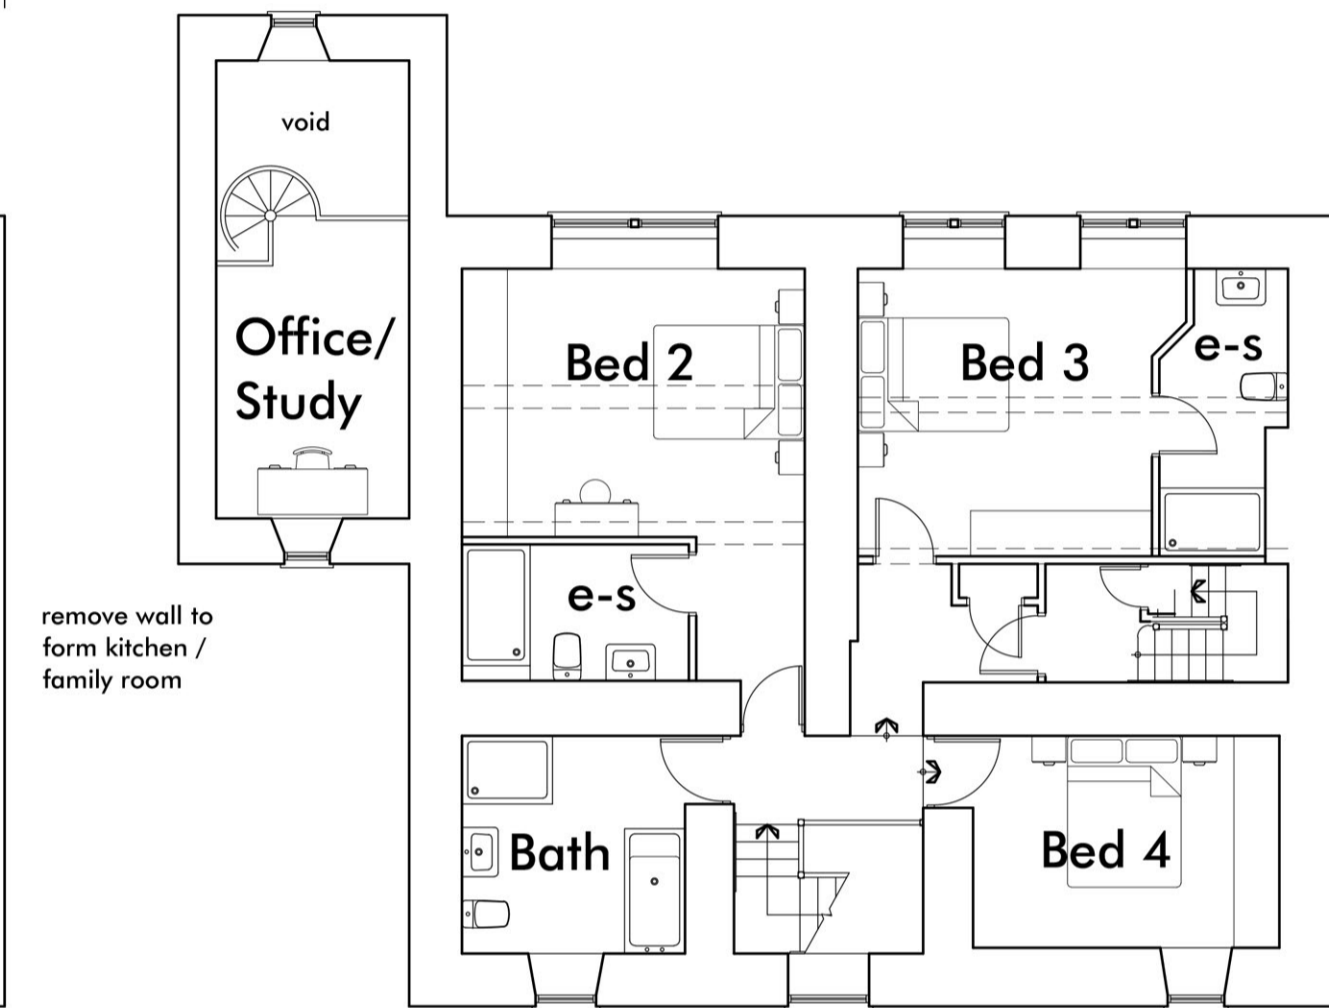 void
Office/
Study
Bed 2
Bed 3
e-s
e-s
remove wall to
form kitchen /
family room
Bath
Bed 4